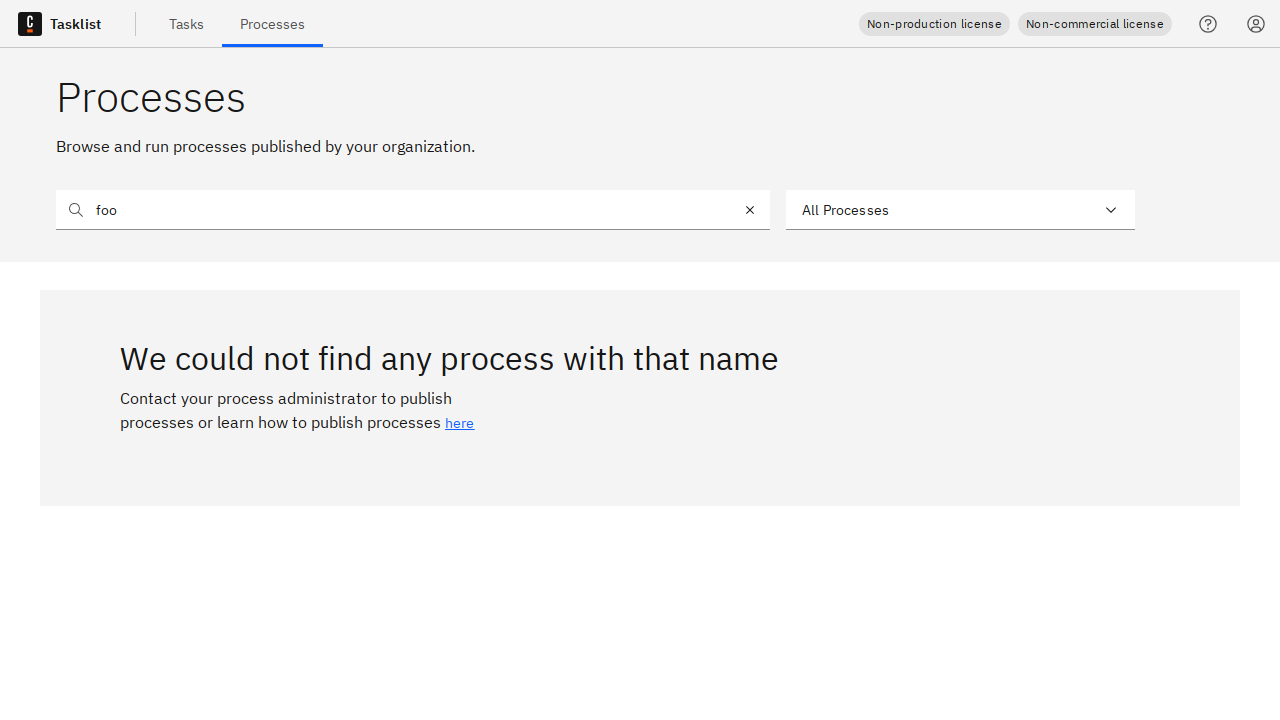 Tasklist
Tasks
Processes
Non-production license
Non-commercial license
Processes
Browse and run processes published by your organization.
foo
All Processes
We could not find any process with that name
Contact your process administrator to publish
processes or learn how to publish processes here